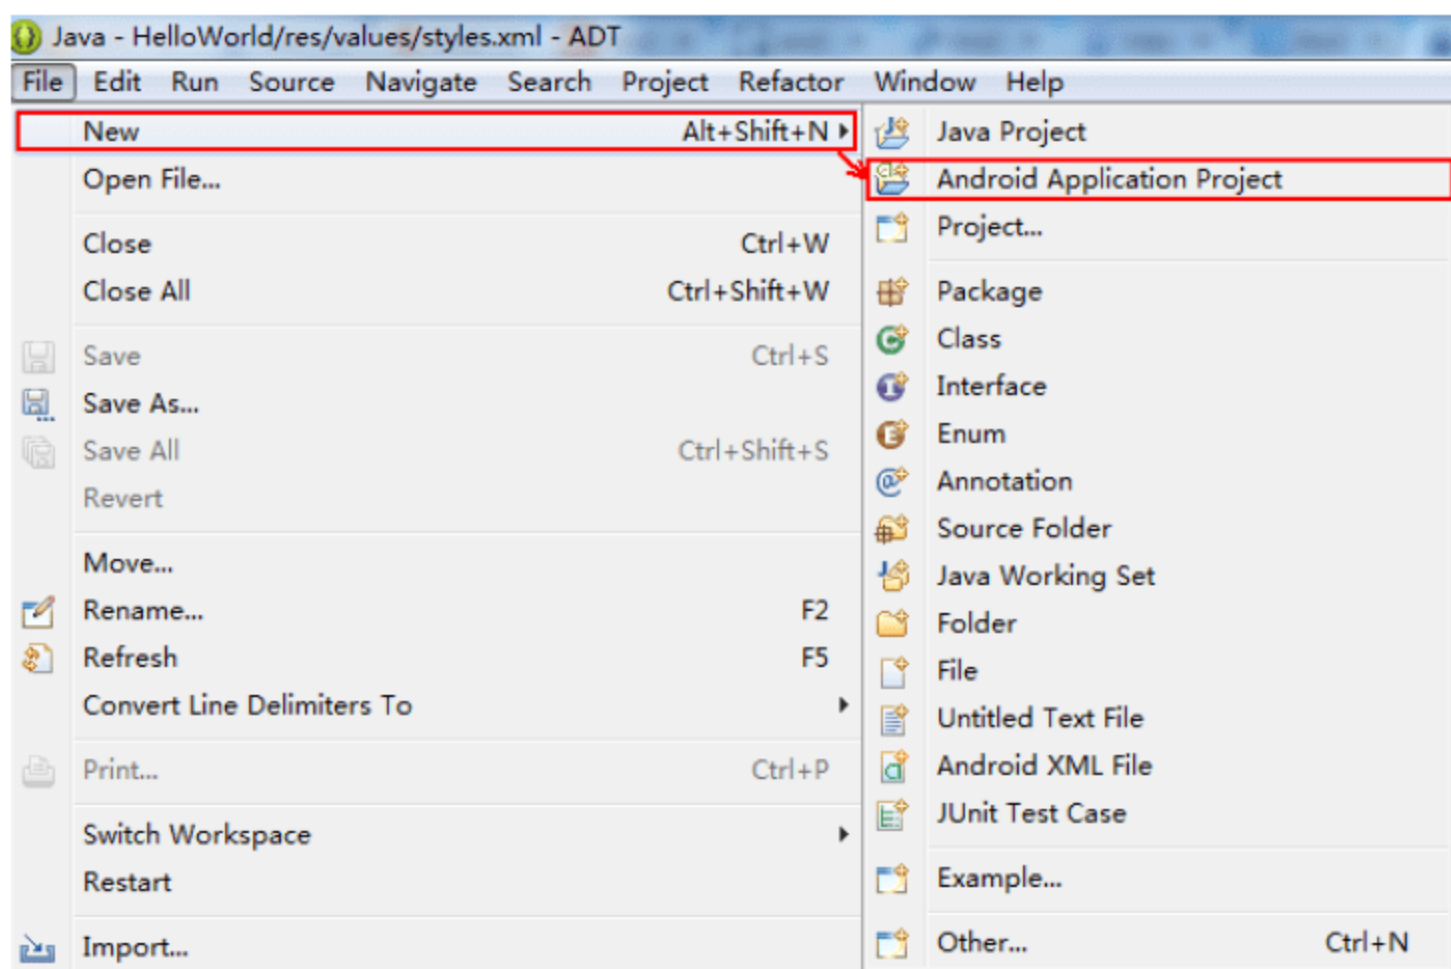 Java - HelloWorld/res/values/styles.xml - ADT
File Edit Run Source Navigate Search Project Refactor Window Help
New Alt+Shift+N
Open File...
Close Ctrl+W
Close All Ctrl+Shift+W
Save Ctrl+S
Save As...
Save All Ctrl+Shift+S
Revert
Move...
Rename... F2
Refresh F5
Convert Line Delimiters To
Print... Ctrl+P
Switch Workspace
Restart
Import...
Java Project
Android Application Project
Project...
Package
Class
Interface
Enum
Annotation
Source Folder
Java Working Set
Folder
File
Untitled Text File
Android XML File
JUnit Test Case
Example...
Other... Ctrl+N